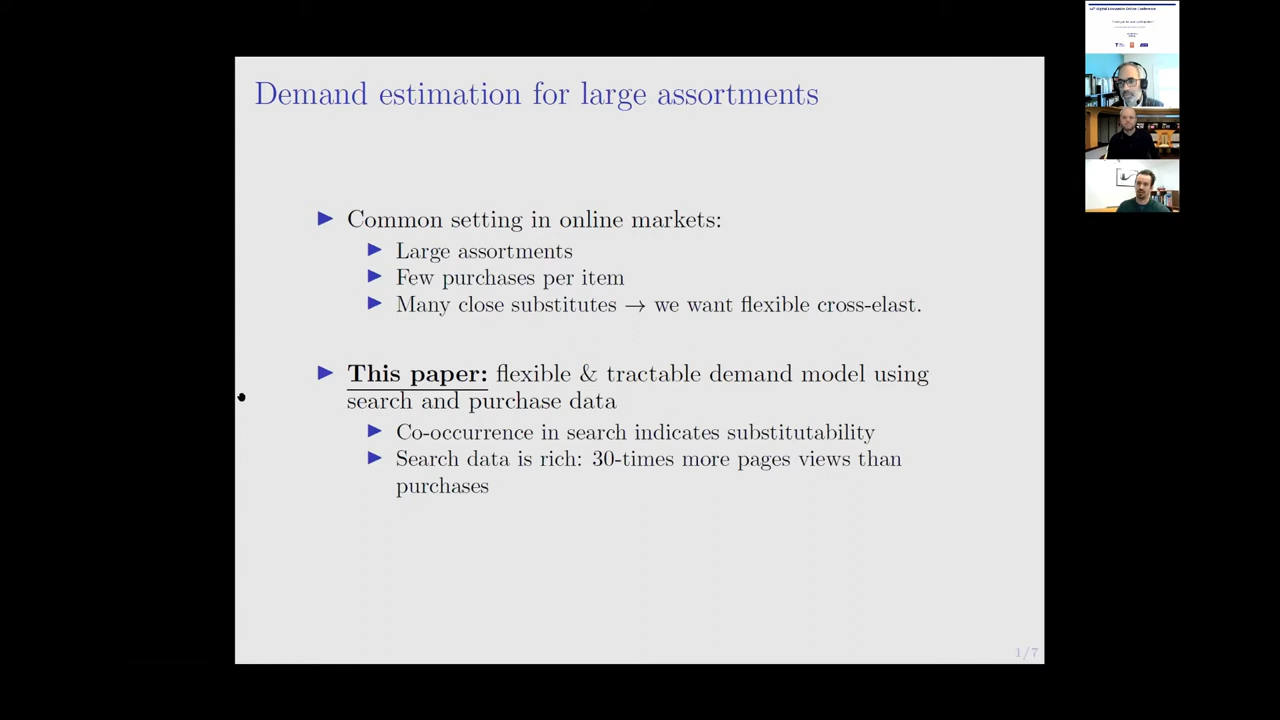 Demand estimation for large assortments
▶ Common setting in online markets:
▶ Large assortments
▶ Few purchases per item
▶ Many close substitutes → we want flexible cross-elast.
▶ This paper: flexible & tractable demand model using
search and purchase data
▶ Co-occurrence in search indicates substitutability
▶ Search data is rich: 30-times more pages views than
purchases
1/7